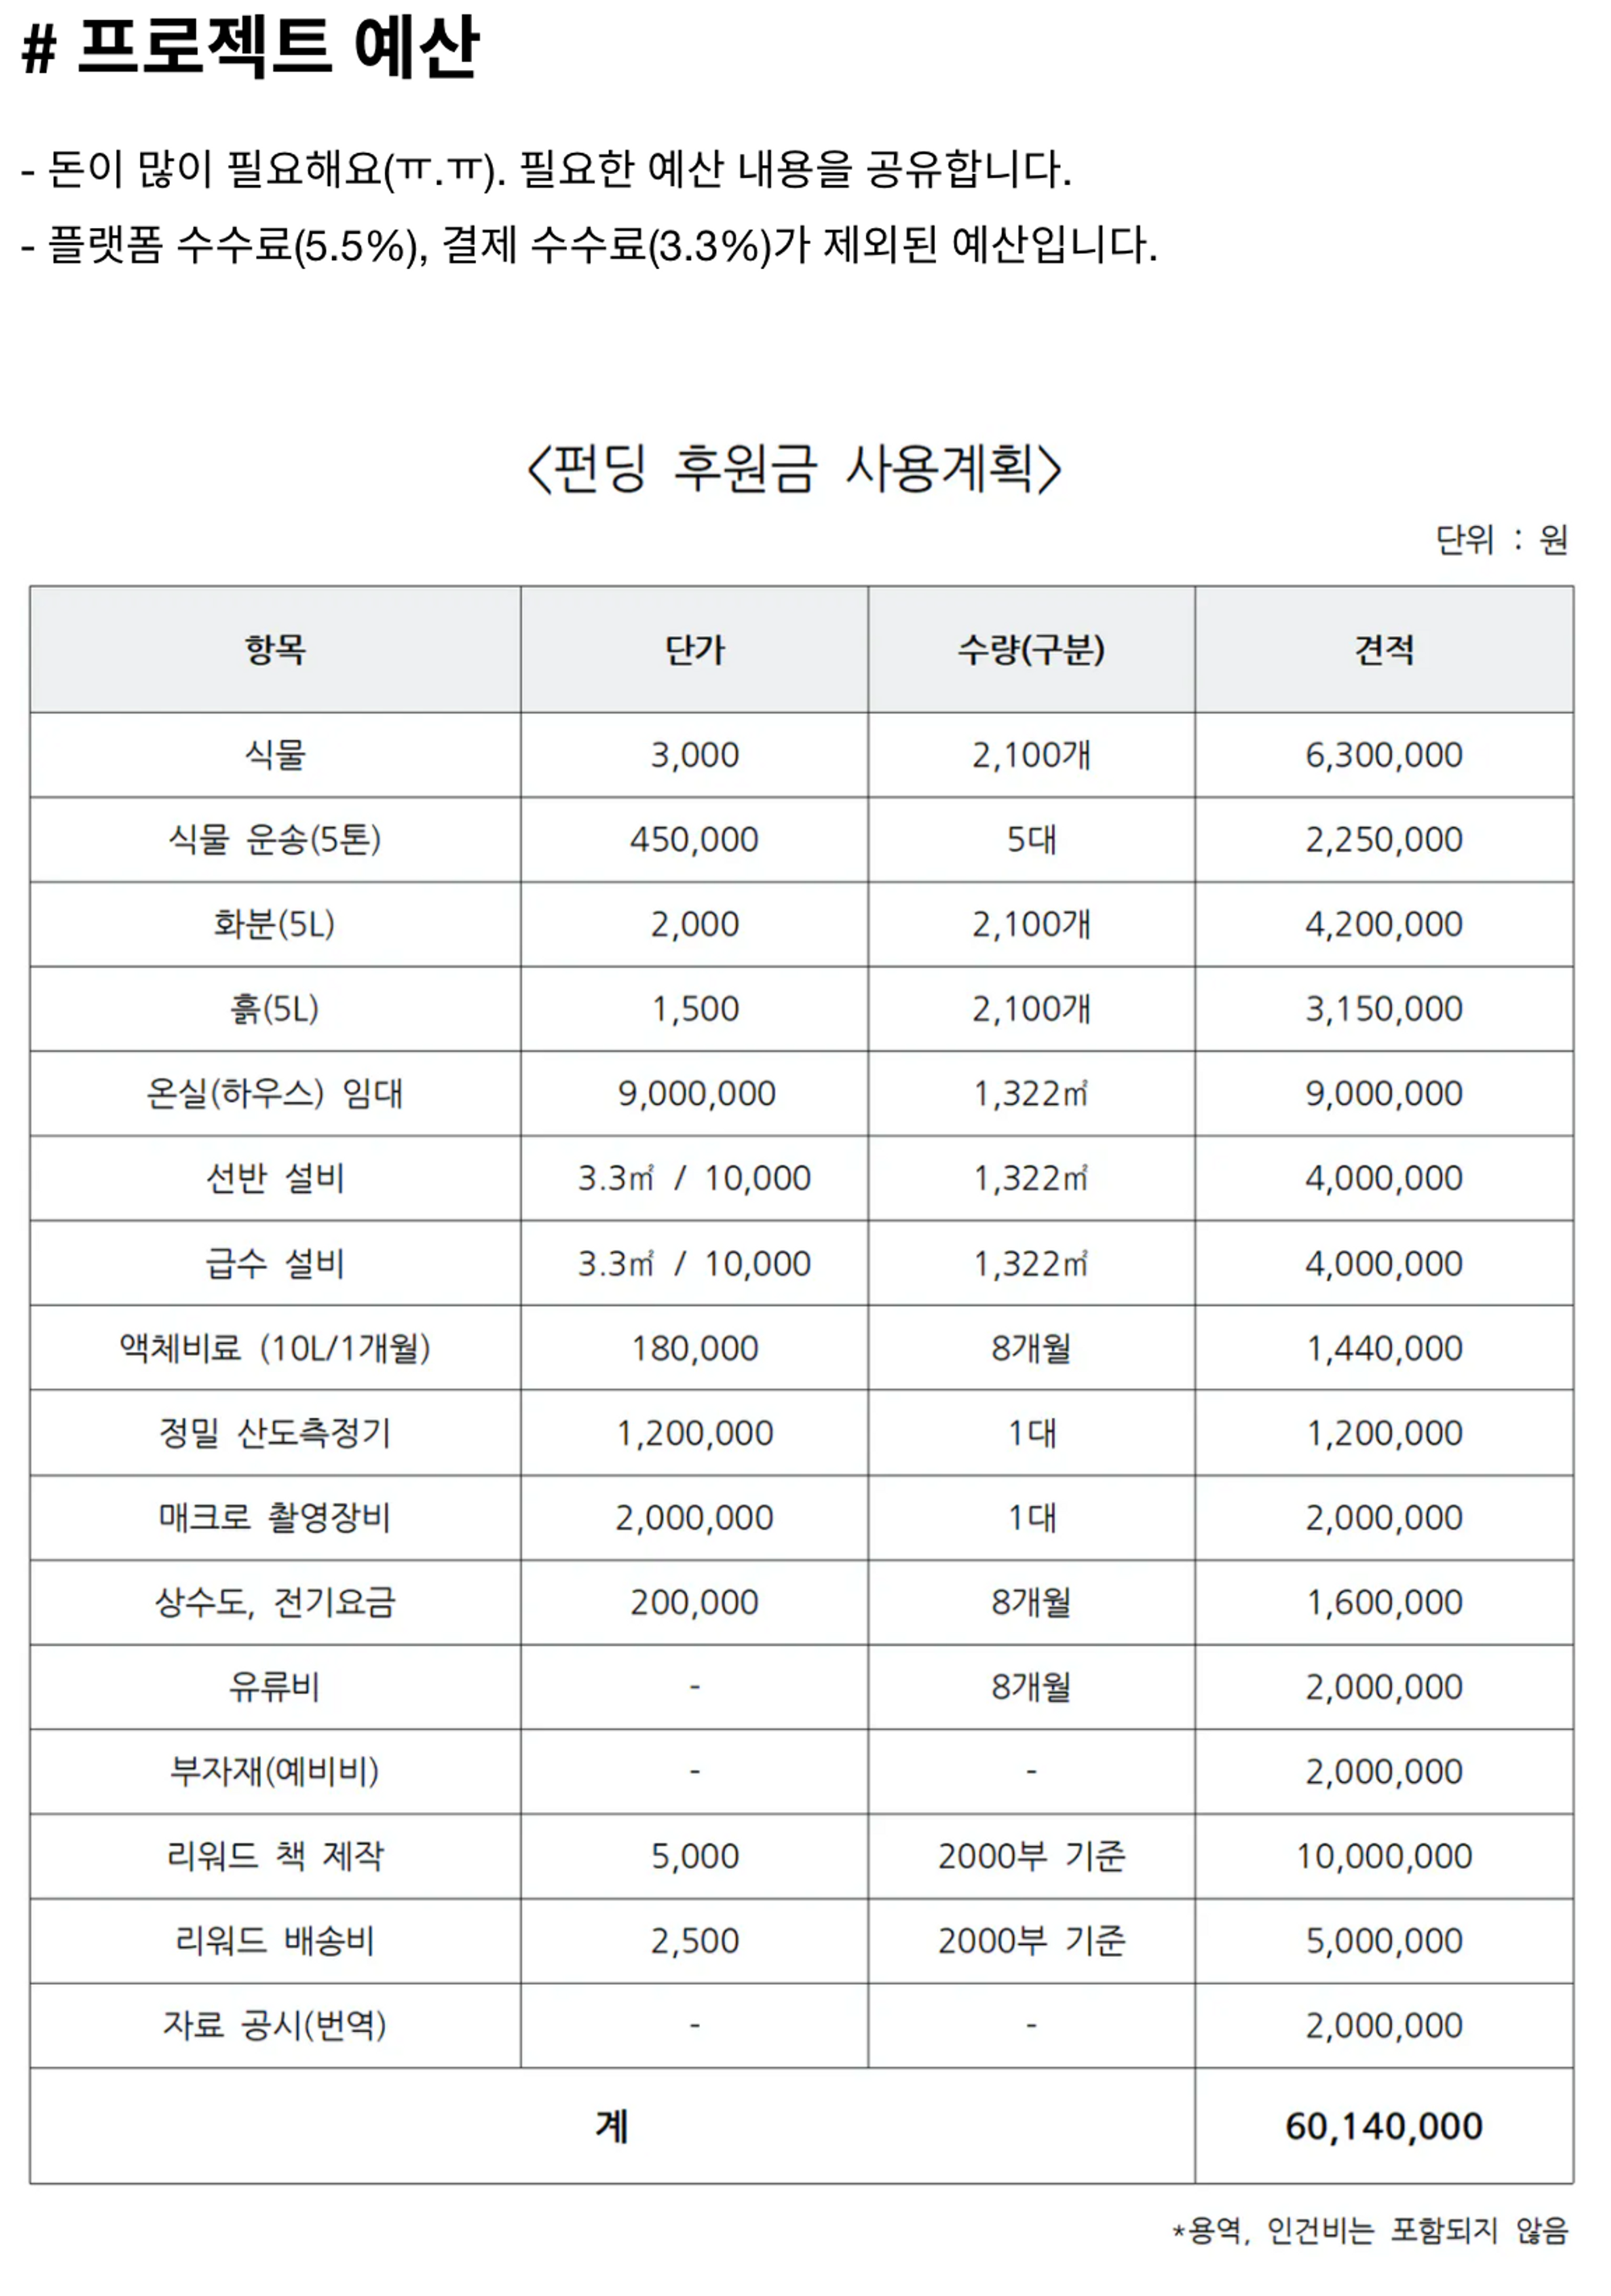 # 프로젝트 예산
- 돈이 많이 필요해요(ㅠ.ㅠ). 필요한 예산 내용을 공유합니다.
- 플랫폼 수수료(5.5%), 결제 수수료(3.3%)가 제외된 예산입니다.
<펀딩 후원금 사용계획>
단위 : 원
항목 단가 수량(구분) 견적
식물 3,000 2,100개 6,300,000
식물 운송(5톤) 450,000 5대 2,250,000
화분(5L) 2,000 2,100개 4,200,000
흙(5L) 1,500 2,100개 3,150,000
온실(하우스) 임대 9,000,000 1,322㎡ 9,000,000
선반 설비 3.3㎡ / 10,000 1,322㎡ 4,000,000
급수 설비 3.3㎡ / 10,000 1,322㎡ 4,000,000
액체비료 (10L/1개월) 180,000 8개월 1,440,000
정밀 산도측정기 1,200,000 1대 1,200,000
매크로 촬영장비 2,000,000 1대 2,000,000
상수도, 전기요금 200,000 8개월 1,600,000
유류비 - 8개월 2,000,000
부자재(예비비) - - 2,000,000
리워드 책 제작 5,000 2000부 기준 10,000,000
리워드 배송비 2,500 2000부 기준 5,000,000
자료 공시(번역) - - 2,000,000
계 60,140,000
*용역, 인건비는 포함되지 않음